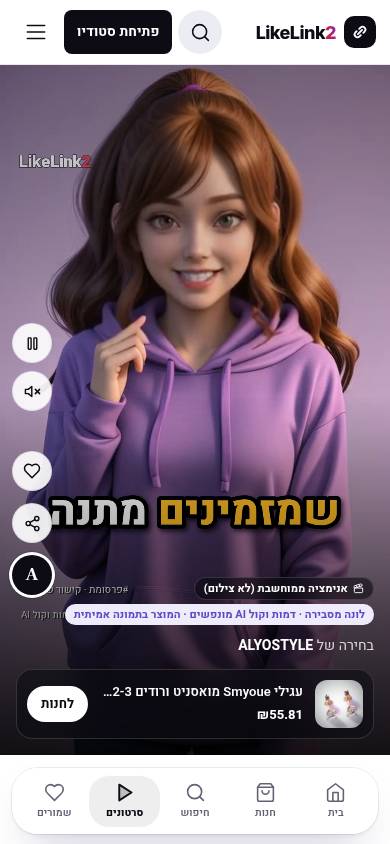 LikeLink2
פתיחת סטודיו
LikeLink2
שמזמינים מתנה
אנימציה ממוחשבת (לא צילום)
#פרסומת · קישור
לונה מסבירה · דמות וקול AI מונפשים · המוצר בתמונה אמיתית
וקול AI
בחירה של ALYOSTYLE
A
עגילי Smyoue מואסניט ורודים 2-3...
₪55.81
לחנות
בית
חנות
חיפוש
סרטונים
שמורים